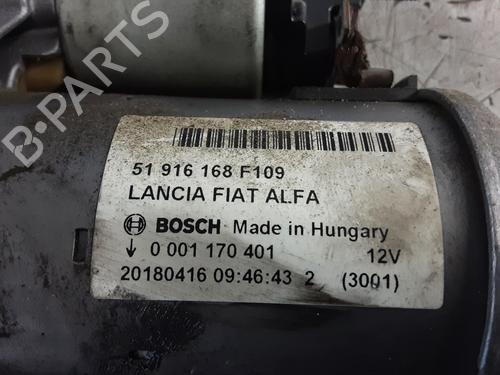 B-PARTS
51 916 168 F109
LANCIA FIAT ALFA
BOSCH Made in Hungary
0 001 170 401 12V
20180416 09:46:43 2 (3001)